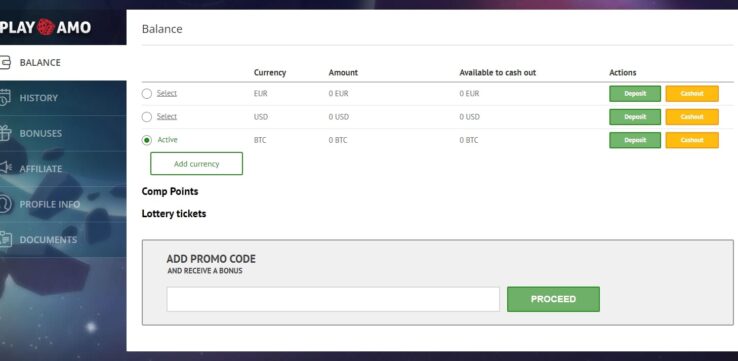 PLAY AMO
BALANCE
HISTORY
BONUSES
AFFILIATE
PROFILE INFO
DOCUMENTS
Balance
Currency Amount Available to cash out Actions
Select EUR 0 EUR 0 EUR Deposit Cashout
Select USD 0 USD 0 USD Deposit Cashout
Active BTC 0 BTC 0 BTC Deposit Cashout
Add currency
Comp Points
Lottery tickets
ADD PROMO CODE
AND RECEIVE A BONUS
PROCEED